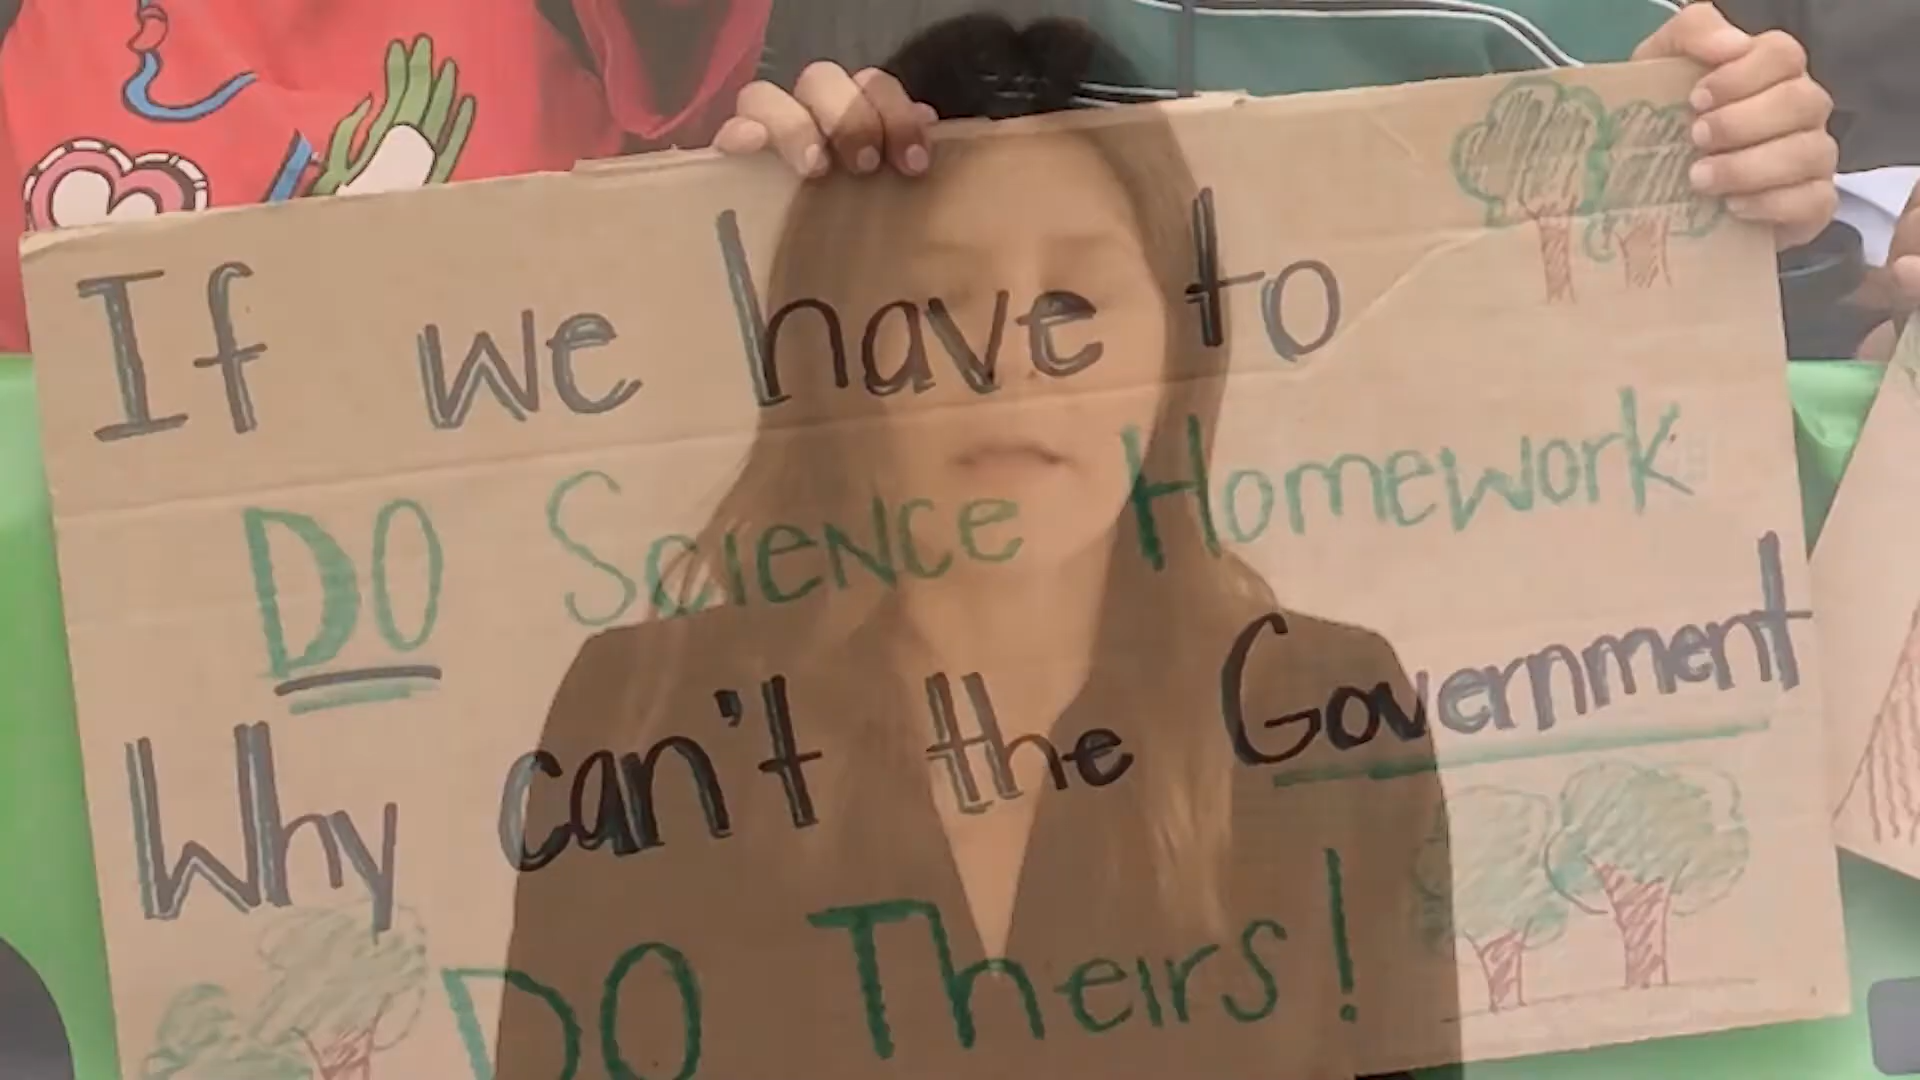 If we have to
DO SCIENCE HOMEWORK
Why can't the Government
DO THEIRS!